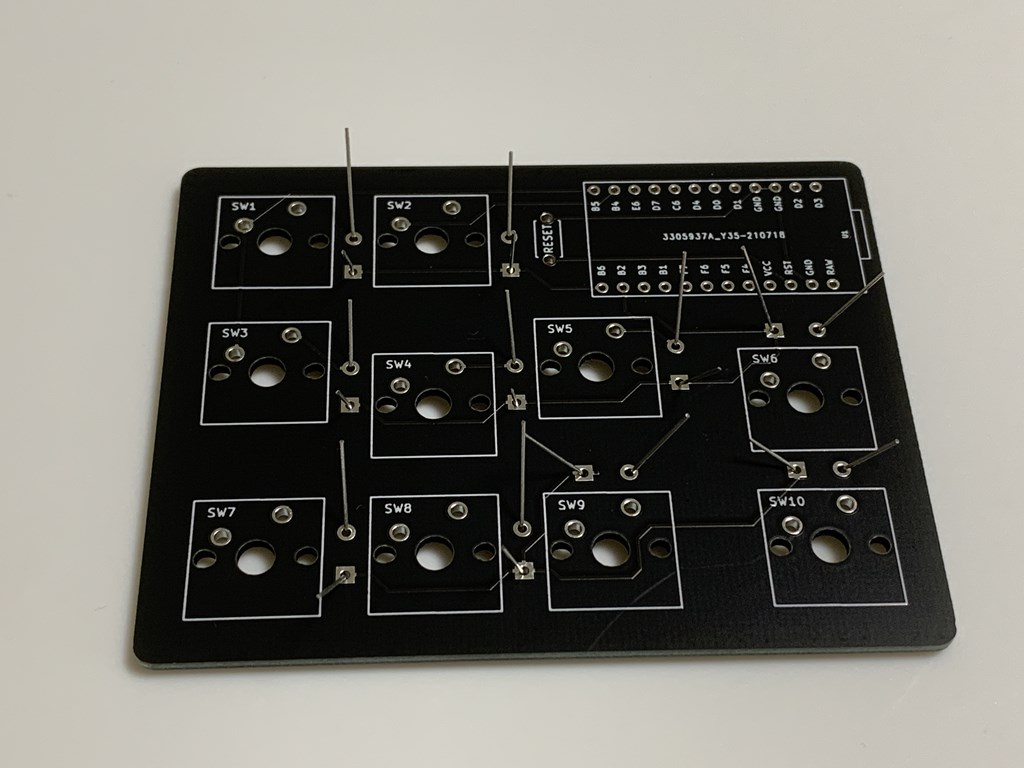 SW1
SW2
RESET
B5 B4 E6 D7 C6 D4 D0 D1 GND GND D2 D3
3305937A_Y35-210718
U1
B6 B2 B3 B1 F6 F5 F4 VCC RST GND RAW
SW3
SW4
SW5
SW6
SW7
SW8
SW9
SW10